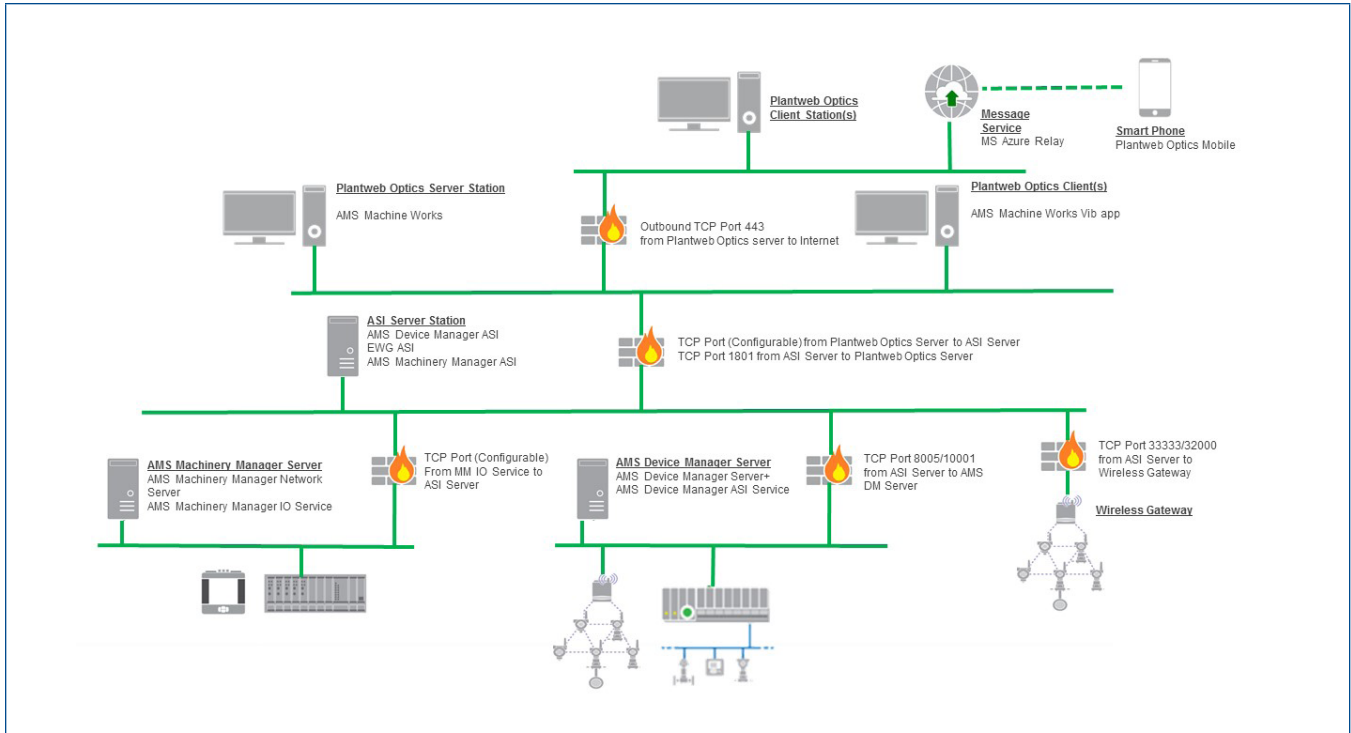 Plantweb Optics
Client Station(s)
Message
Service
MS Azure Relay
Smart Phone
Plantweb Optics Mobile
Plantweb Optics Server Station
AMS Machine Works
Outbound TCP Port 443
from Plantweb Optics server to Internet
Plantweb Optics Client(s)
AMS Machine Works Vib app
ASI Server Station
AMS Device Manager ASI
EWG ASI
AMS Machinery Manager ASI
TCP Port (Configurable) from Plantweb Optics Server to ASI Server
TCP Port 1801 from ASI Server to Plantweb Optics Server
AMS Machinery Manager Server
AMS Machinery Manager Network
Server
AMS Machinery Manager IO Service
TCP Port (Configurable)
From MM IO Service to
ASI Server
AMS Device Manager Server
AMS Device Manager Server+
AMS Device Manager ASI Service
TCP Port 8005/10001
from ASI Server to AMS
DM Server
TCP Port 33333/32000
from ASI Server to
Wireless Gateway
Wireless Gateway